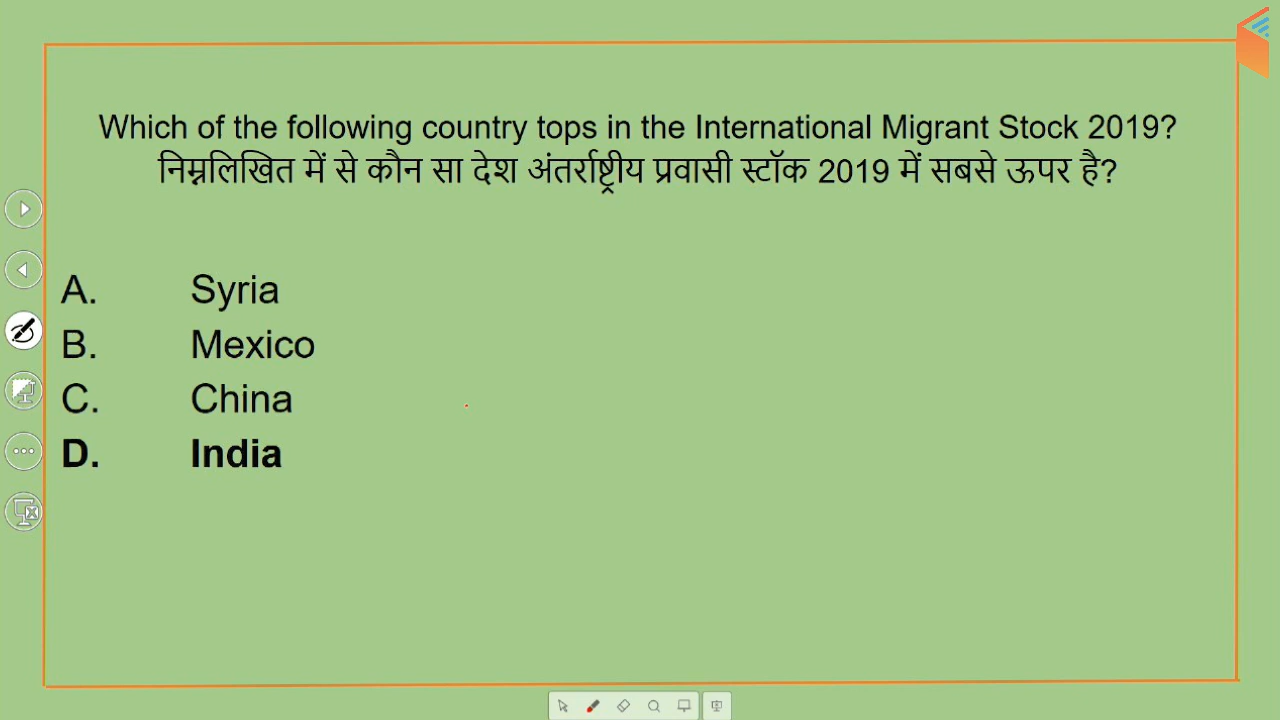 Which of the following country tops in the International Migrant Stock 2019?
निम्नलिखित में से कौन सा देश अंतर्राष्ट्रीय प्रवासी स्टॉक 2019 में सबसे ऊपर है?
A. Syria
B. Mexico
C. China
D. India